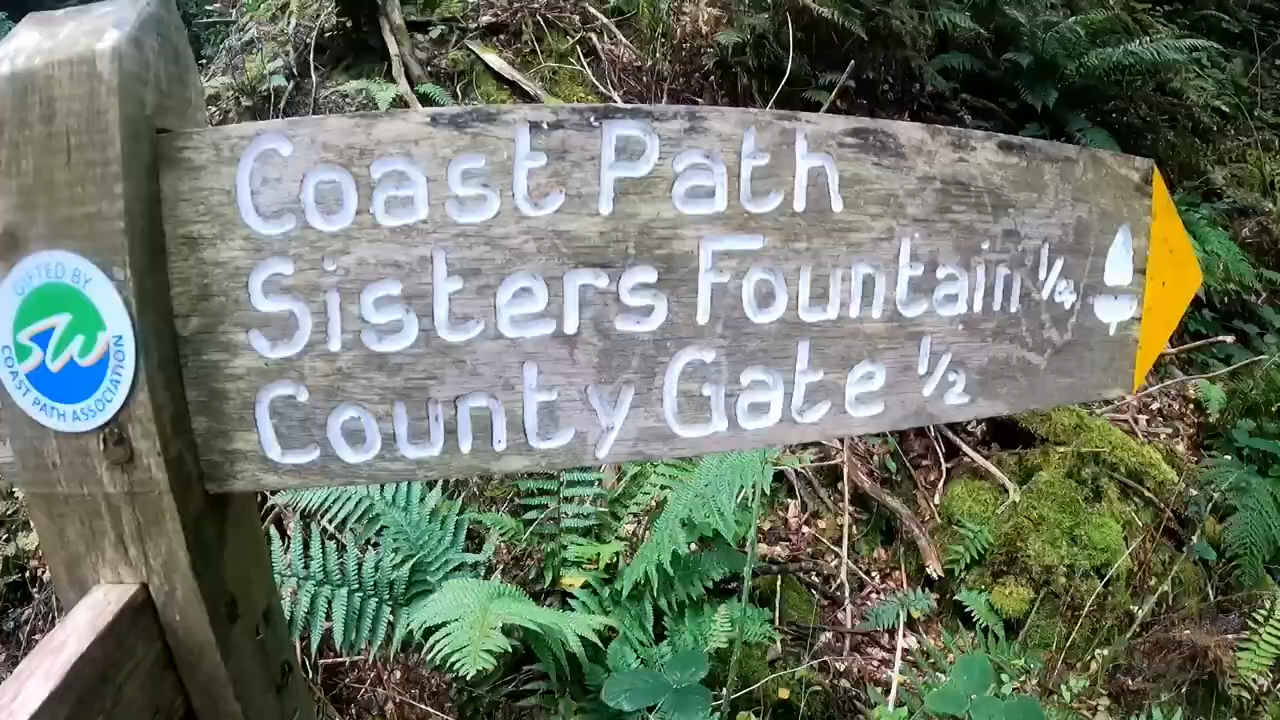 Coast Path
Sisters Fountain 1/4
County Gate 1/2
GIFTED BY
SW
COAST PATH ASSOCIATION